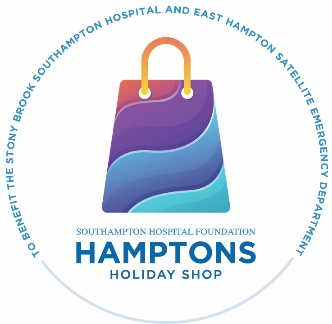 TO BENEFIT THE STONY BROOK SOUTHAMPTON HOSPITAL AND EAST HAMPTON SATELLITE EMERGENCY DEPARTMENT
SOUTHAMPTON HOSPITAL FOUNDATION
HAMPTONS
HOLIDAY SHOP